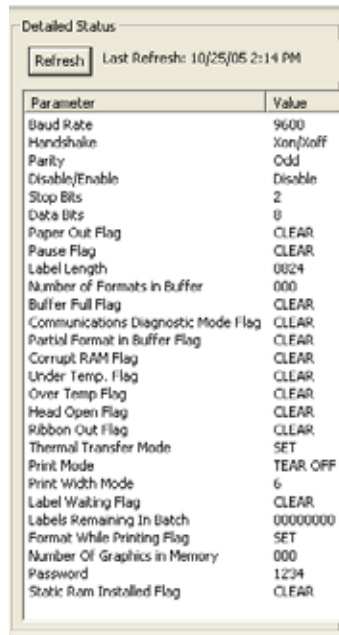 Detailed Status
Refresh Last Refresh: 10/25/05 2:14 PM
Parameter Value
Baud Rate 9600
Handshake Xon/Xoff
Parity Odd
Disable/Enable Disable
Stop Bits 2
Data Bits 8
Paper Out Flag CLEAR
Pause Flag CLEAR
Label Length 0824
Number of Formats in Buffer 000
Buffer Full Flag CLEAR
Communications Diagnostic Mode Flag CLEAR
Partial Format in Buffer Flag CLEAR
Corrupt RAM Flag CLEAR
Under Temp. Flag CLEAR
Over Temp Flag CLEAR
Head Open Flag CLEAR
Ribbon Out Flag CLEAR
Thermal Transfer Mode SET
Print Mode TEAR OFF
Print Width Mode 6
Label Waiting Flag CLEAR
Labels Remaining In Batch 00000000
Format While Printing Flag SET
Number Of Graphics in Memory 000
Password 1234
Static Ram Installed Flag CLEAR